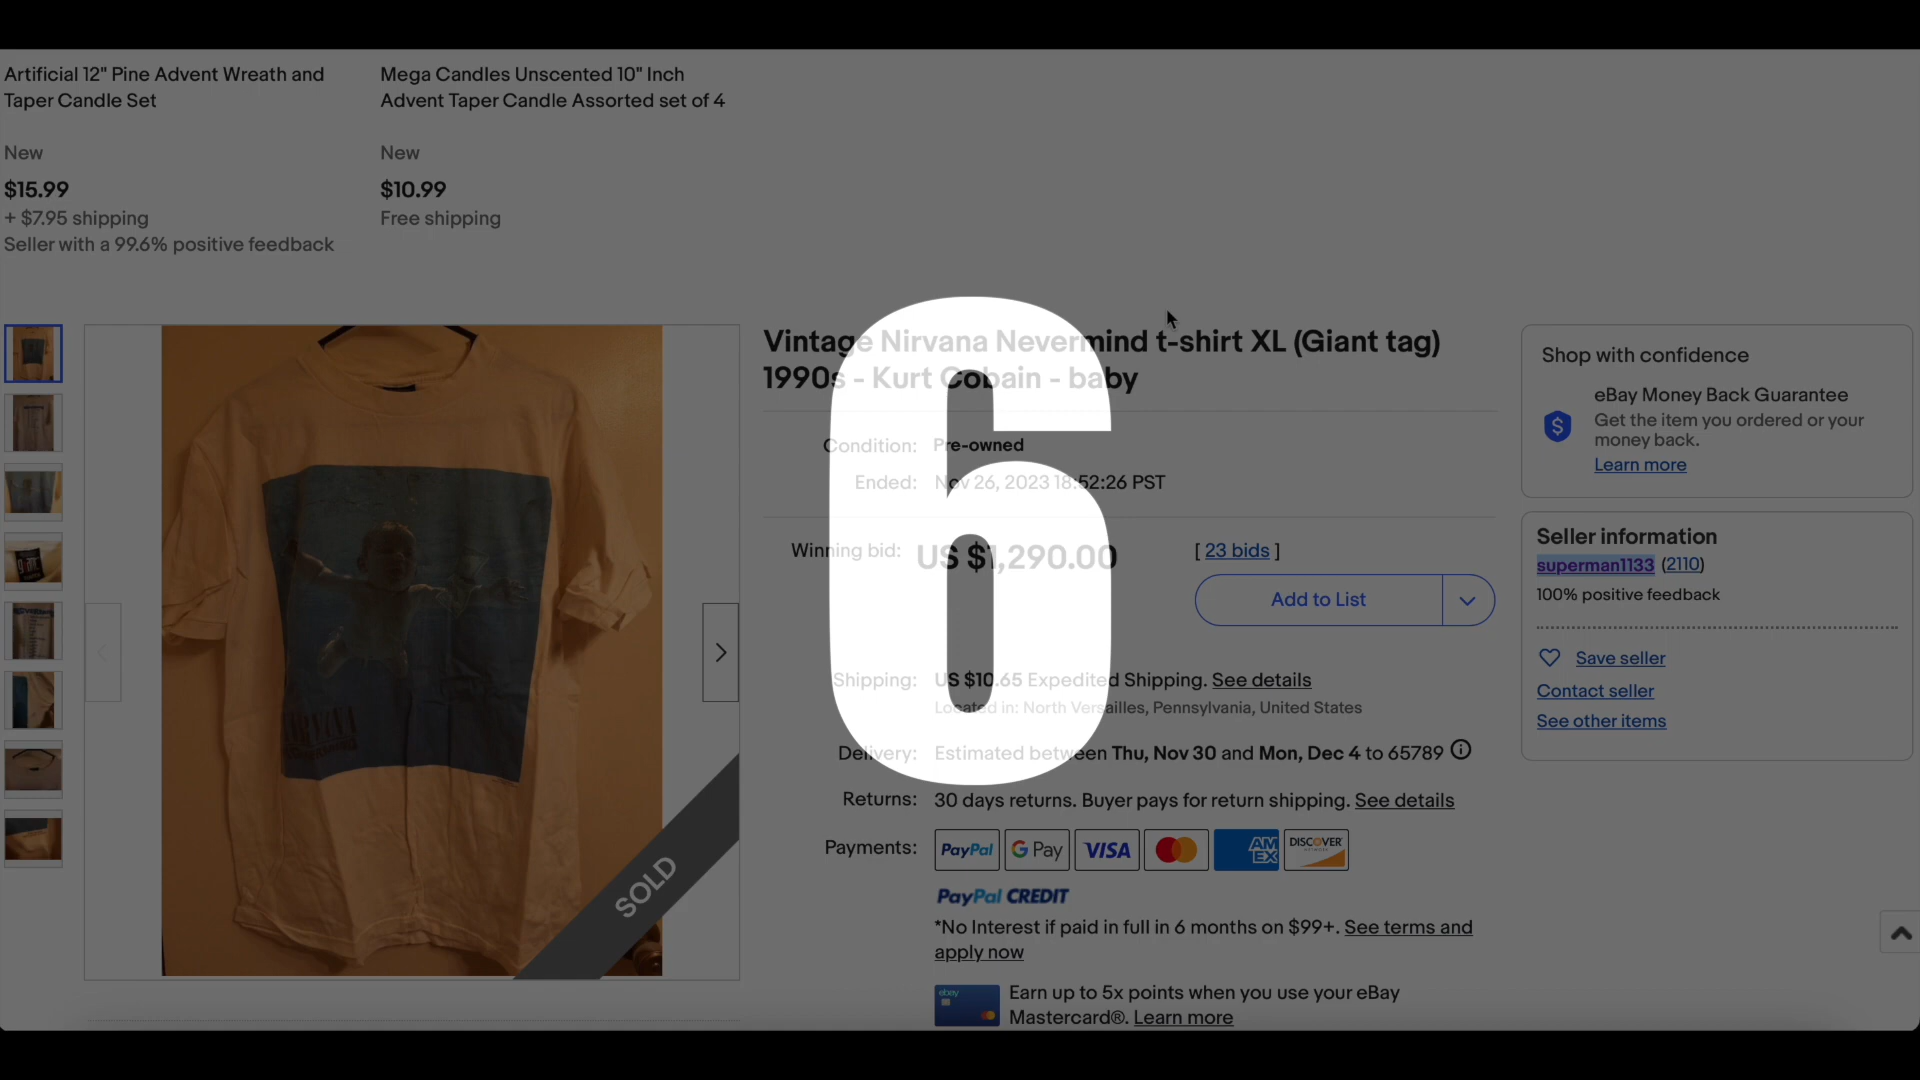 Artificial 12" Pine Advent Wreath and
Taper Candle Set
New
$15.99
+ $7.95 shipping
Seller with a 99.6% positive feedback
Mega Candles Unscented 10" Inch
Advent Taper Candle Assorted set of 4
New
$10.99
Free shipping
SOLD
Vintage Nirvana Nevermind t-shirt XL (Giant tag)
1990s - Kurt Cobain - baby
6
Condition: Pre-owned
Ended: Nov 26, 2023 18:52:26 PST
Winning bid: US $1,290.00 [ 23 bids ]
Add to List
Shipping: US $10.65 Expedited Shipping. See details
Located in: North Versailles, Pennsylvania, United States
Delivery: Estimated between Thu, Nov 30 and Mon, Dec 4 to 65789
Returns: 30 days returns. Buyer pays for return shipping. See details
Payments: PayPal G Pay VISA AM EX DISCOVER
PayPal CREDIT
*No Interest if paid in full in 6 months on $99+. See terms and
apply now
ebay
Earn up to 5x points when you use your eBay
Mastercard®. Learn more
Shop with confidence
eBay Money Back Guarantee
Get the item you ordered or your
money back.
Learn more
Seller information
superman1133 (2110)
100% positive feedback
Save seller
Contact seller
See other items